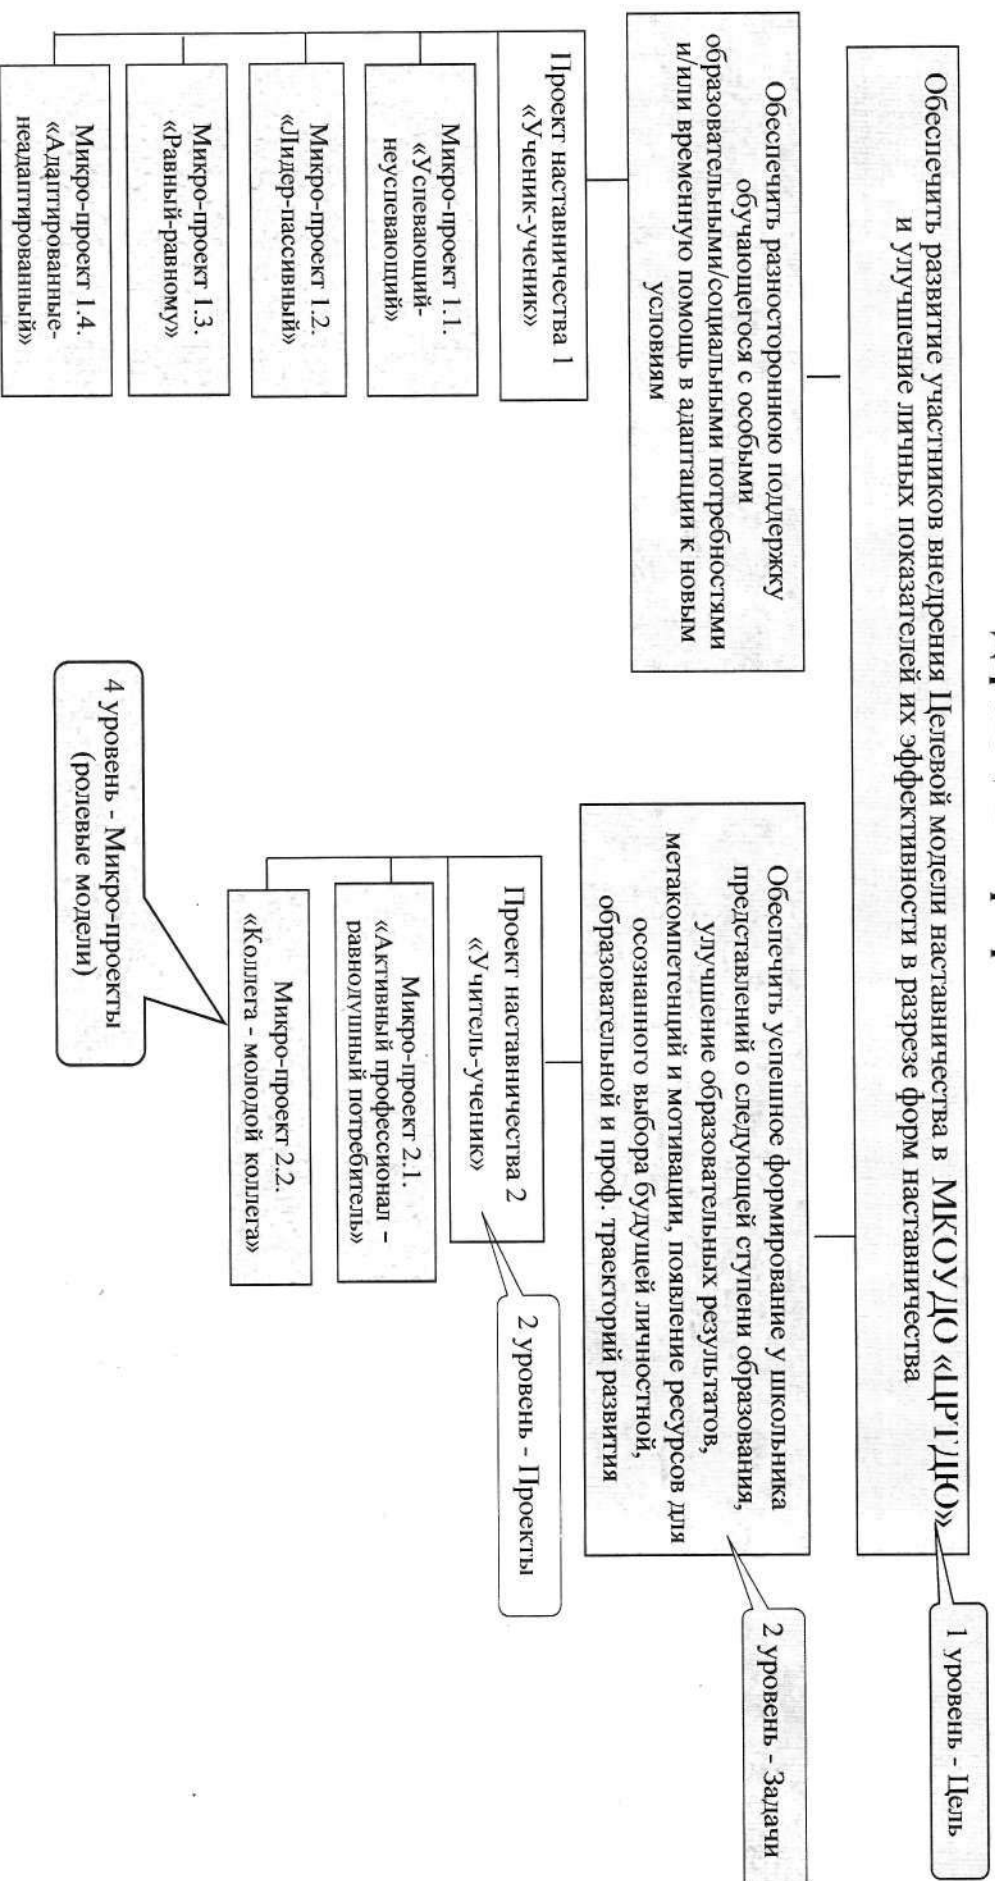 Обеспечить развитие участников внедрения Целевой модели наставничества в МКОУДО «ЦРТДЮ»
и улучшение личных показателей их эффективности в разрезе форм наставничества
1 уровень - Цель
Обеспечить разностороннюю поддержку
обучающегося с особыми
образовательными/социальными потребностями
и/или временную помощь в адаптации к новым
условиям
Обеспечить успешное формирование у школьника
представлений о следующей ступени образования,
улучшение образовательных результатов,
метакомпетенций и мотивации, появление ресурсов для
осознанного выбора будущей личностной,
образовательной и проф. траекторий развития
2 уровень - Задачи
Проект наставничества 1
«Ученик-ученик»
Микро-проект 1.1.
«Успевающий-
неуспевающий»
Микро-проект 1.2.
«Лидер-пассивный»
Микро-проект 1.3.
«Равный-равному»
Микро-проект 1.4.
«Адаптированные-
неадаптированный»
Проект наставничества 2
«Учитель-ученик»
2 уровень - Проекты
Микро-проект 2.1.
«Активный профессионал –
равнодушный потребитель»
Микро-проект 2.2.
«Коллега - молодой коллега»
4 уровень - Микро-проекты
(ролевые модели)